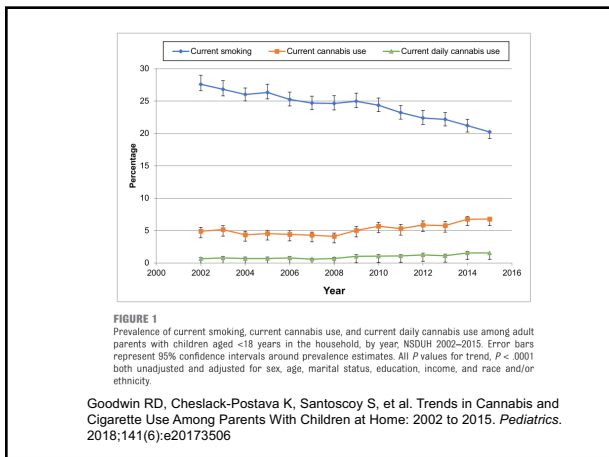 Current smoking Current cannabis use Current daily cannabis use
30
25
20
15
10
5
0
Percentage
2000 2002 2004 2006 2008 2010 2012 2014 2016
Year
FIGURE 1
Prevalence of current smoking, current cannabis use, and current daily cannabis use among adult
parents with children aged <18 years in the household, by year, NSDUH 2002–2015. Error bars
represent 95% confidence intervals around prevalence estimates. All P values for trend, P < .0001
both unadjusted and adjusted for sex, age, marital status, education, income, and race and/or
ethnicity.
Goodwin RD, Cheslack-Postava K, Santoscoy S, et al. Trends in Cannabis and
Cigarette Use Among Parents With Children at Home: 2002 to 2015. Pediatrics.
2018;141(6):e20173506